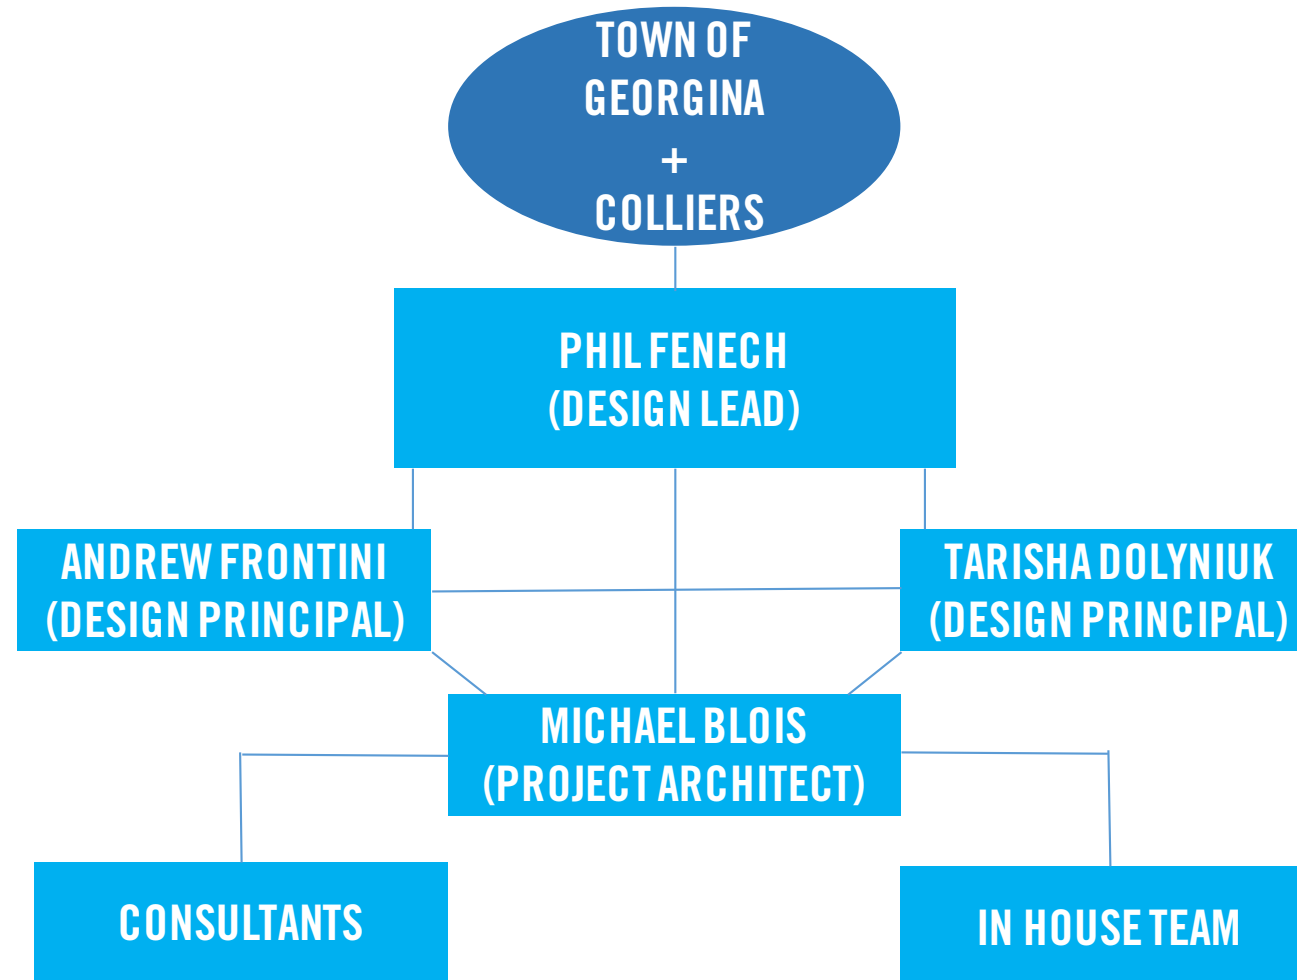 TOWN OF
GEORGINA
+
COLLIERS
PHIL FENECH
(DESIGN LEAD)
ANDREW FRONTINI
(DESIGN PRINCIPAL)
TARISHA DOLYNIUK
(DESIGN PRINCIPAL)
MICHAEL BLOIS
(PROJECT ARCHITECT)
CONSULTANTS
IN HOUSE TEAM